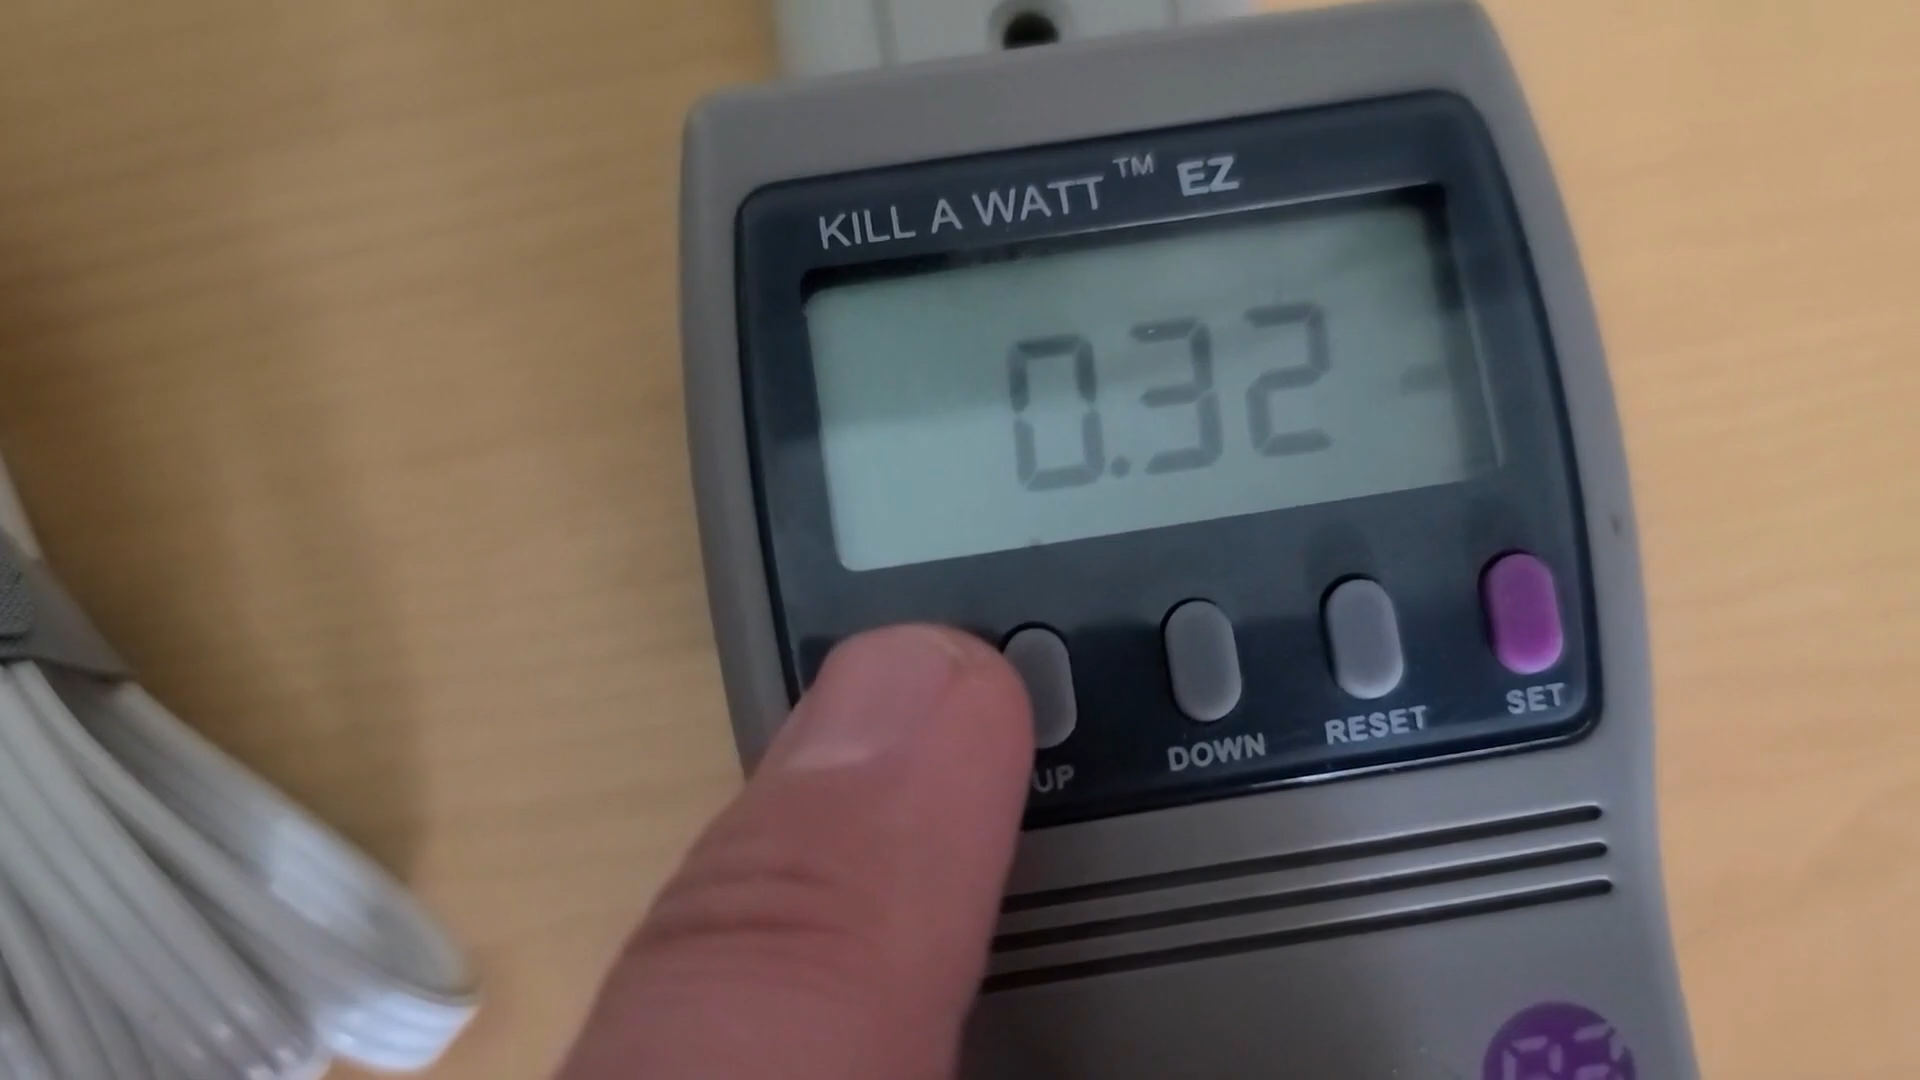 KILL A WATT™ EZ
0.32
UP
DOWN
RESET
SET